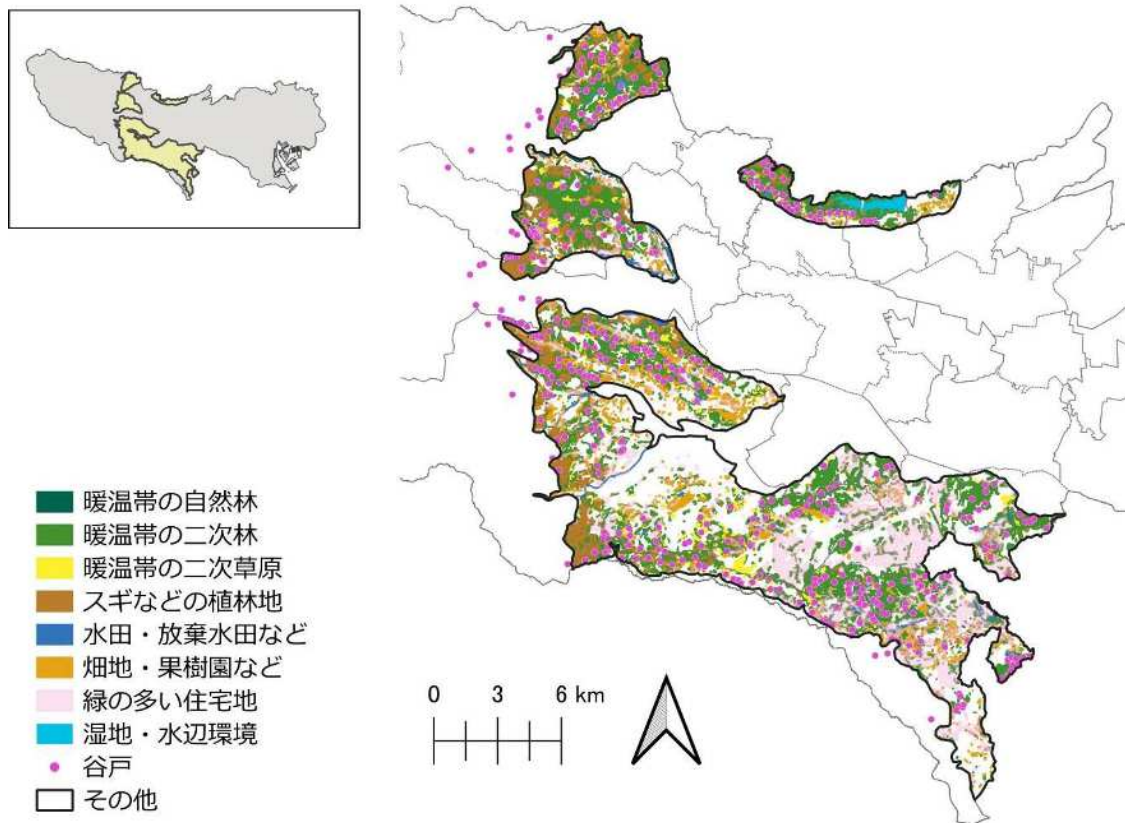 暖温帯の自然林
暖温帯の二次林
暖温帯の二次草原
スギなどの植林地
水田・放棄水田など
畑地・果樹園など
緑の多い住宅地
湿地・水辺環境
谷戸
その他
0 3 6 km